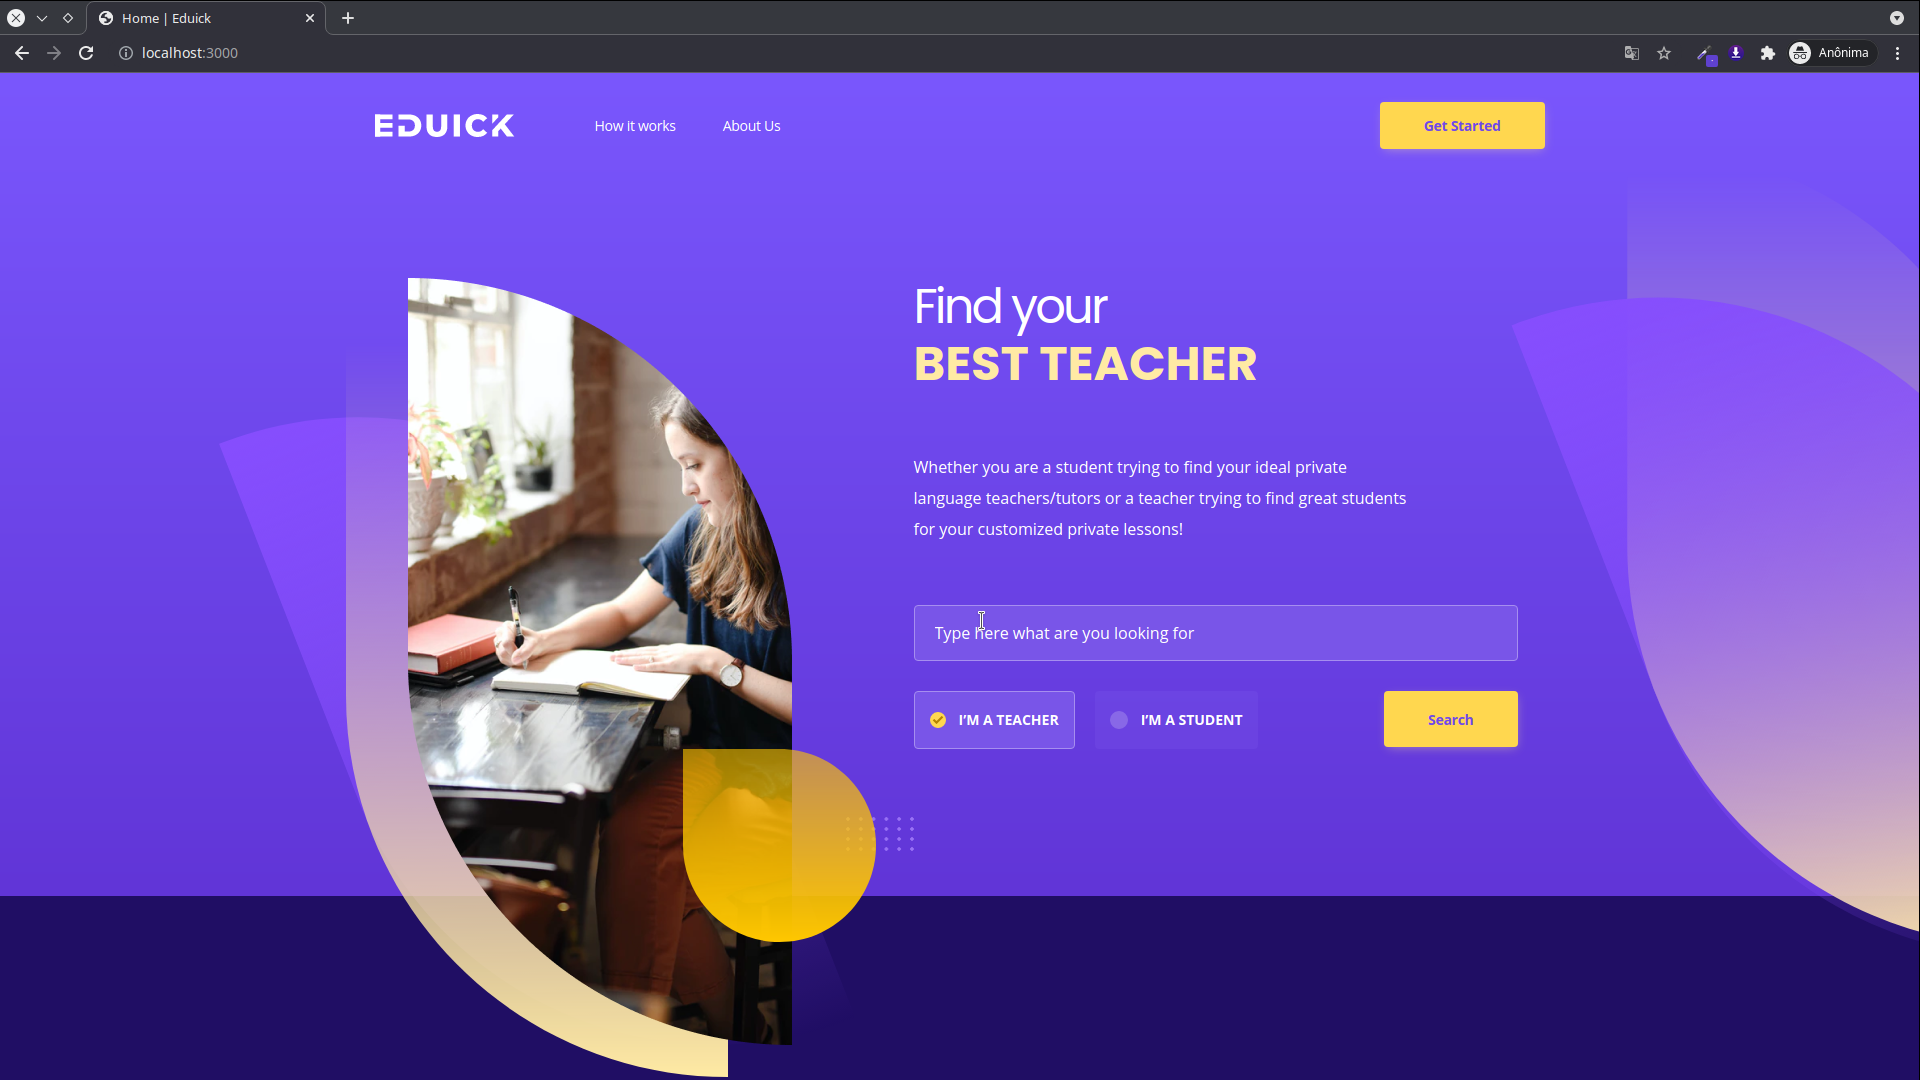 Home | Eduick
localhost:3000
Anônima
EDUICK
How it works
About Us
Get Started
Find your
BEST TEACHER
Whether you are a student trying to find your ideal private
language teachers/tutors or a teacher trying to find great students
for your customized private lessons!
Type here what are you looking for
I'M A TEACHER
I'M A STUDENT
Search